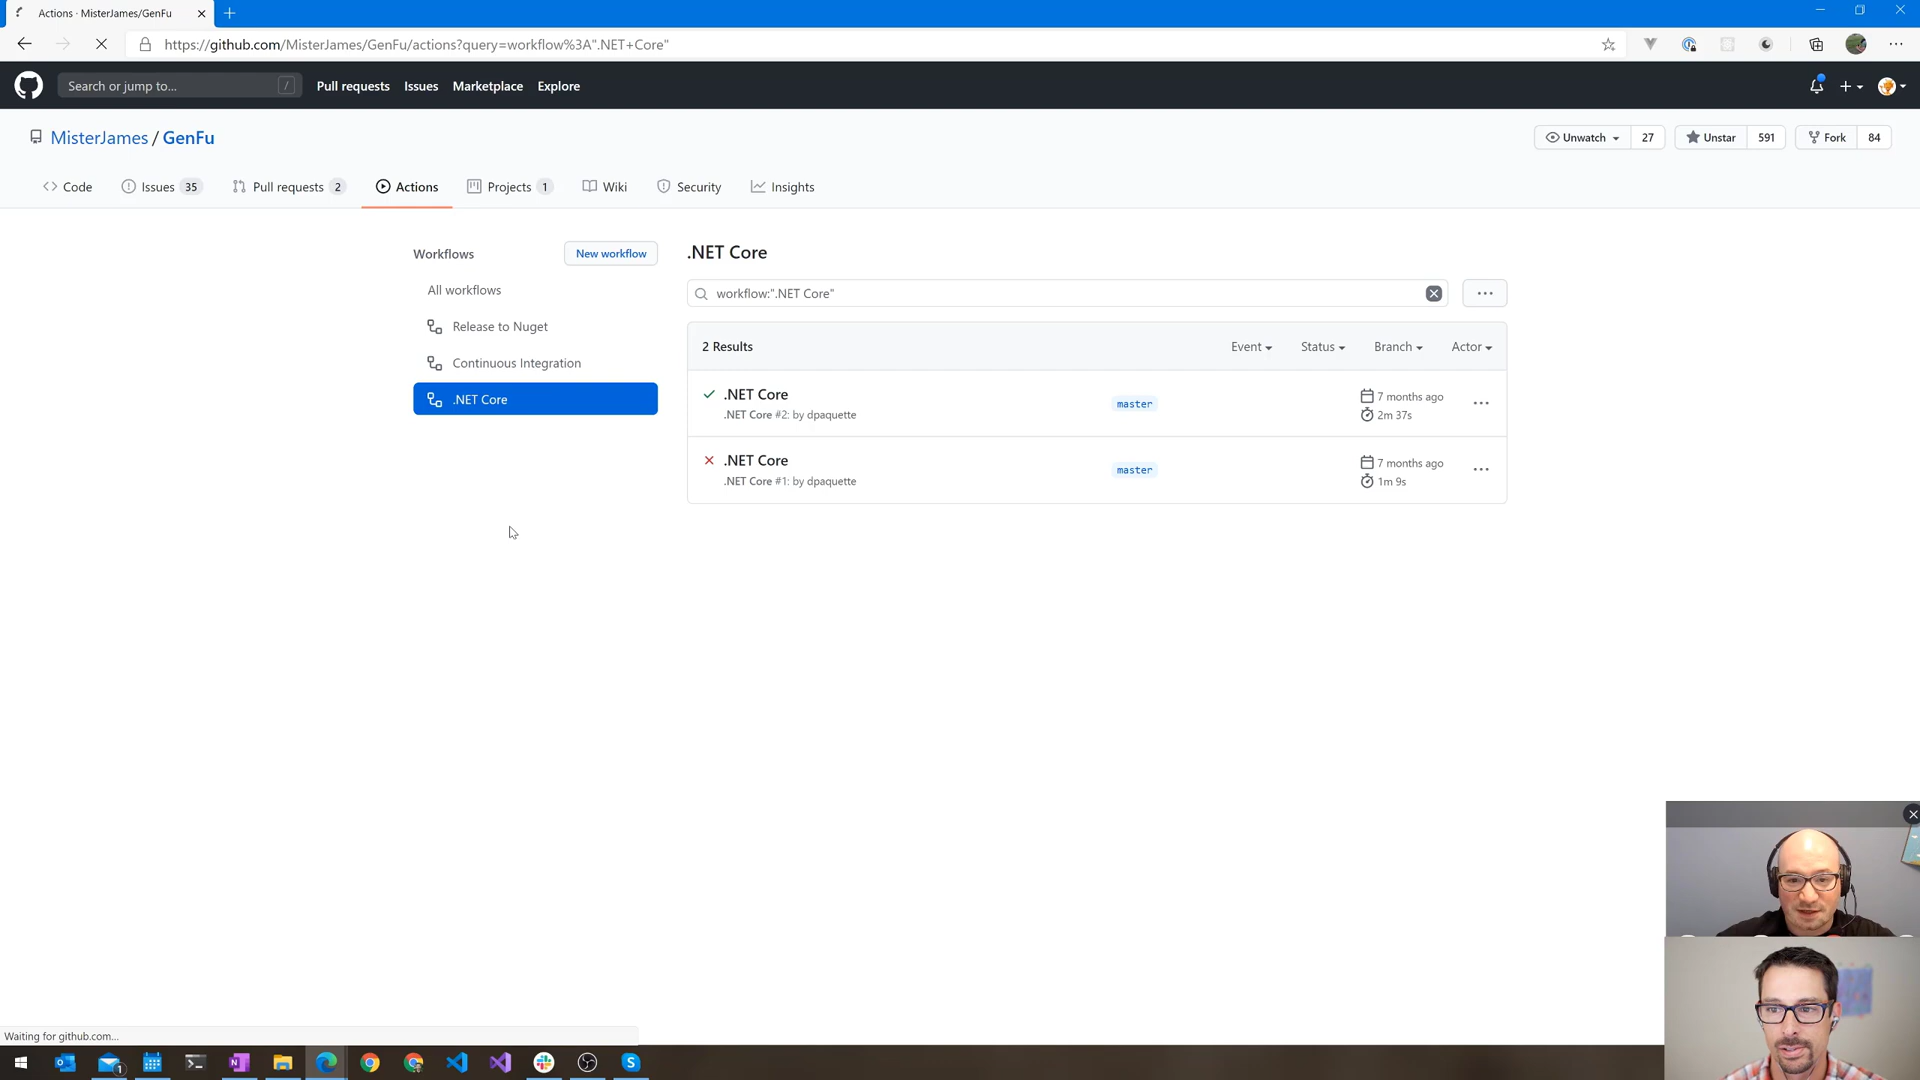 Actions · MisterJames/GenFu
https://github.com/MisterJames/GenFu/actions?query=workflow%3A".NET+Core"
Search or jump to... /
Pull requests Issues Marketplace Explore
MisterJames / GenFu
Unwatch 27 Unstar 591 Fork 84
Code Issues 35 Pull requests 2 Actions Projects 1 Wiki Security Insights
Workflows New workflow
All workflows
Release to Nuget
Continuous Integration
.NET Core
.NET Core
workflow:".NET Core"
2 Results Event Status Branch Actor
.NET Core
.NET Core #2: by dpaquette
master
7 months ago
2m 37s
.NET Core
.NET Core #1: by dpaquette
master
7 months ago
1m 9s
Waiting for github.com...
1